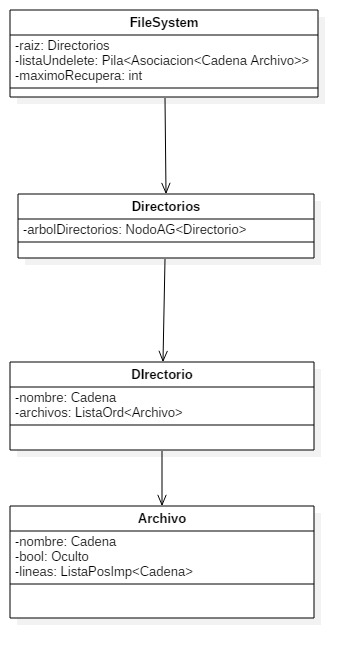 FileSystem
-raiz: Directorios
-listaUndelete: Pila<Asociacion<Cadena Archivo>>
-maximoRecupera: int
Directorios
-arbolDirectorios: NodoAG<Directorio>
DIrectorio
-nombre: Cadena
-archivos: ListaOrd<Archivo>
Archivo
-nombre: Cadena
-bool: Oculto
-lineas: ListaPosImp<Cadena>